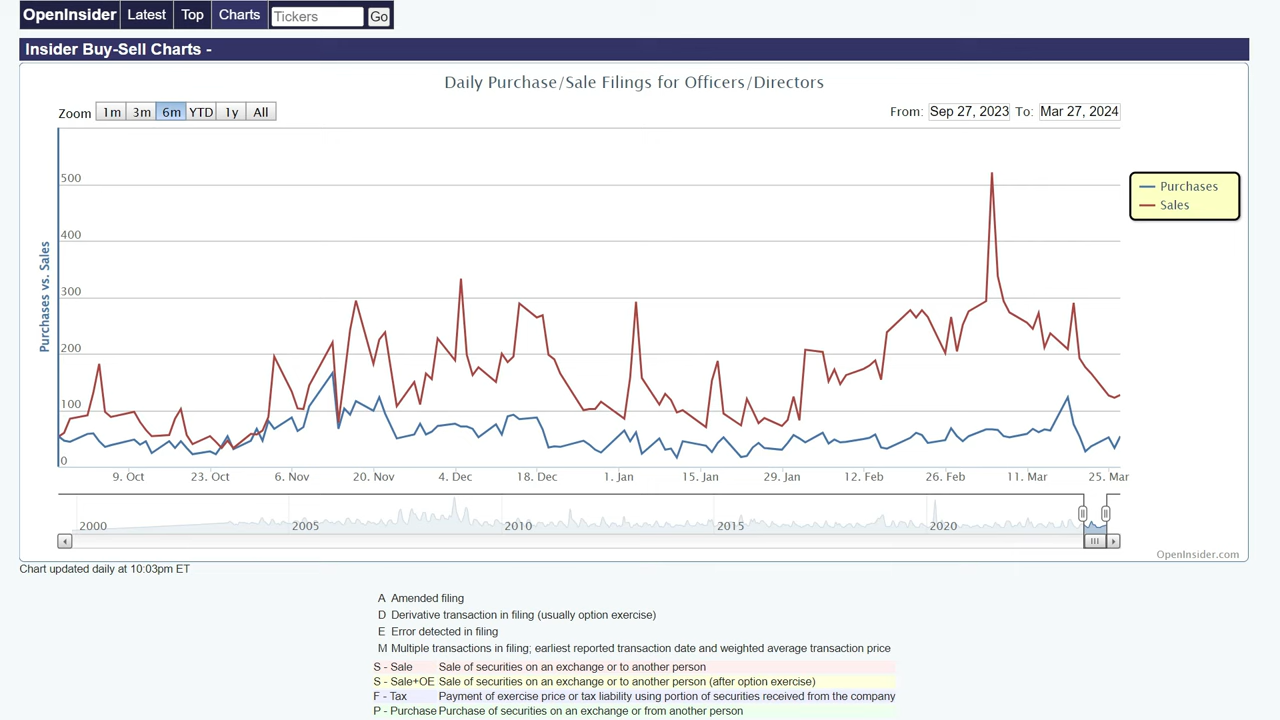 OpenInsider Latest Top Charts Tickers Go
Insider Buy-Sell Charts -
Daily Purchase/Sale Filings for Officers/Directors
Zoom 1m 3m 6m YTD 1y All From: Sep 27, 2023 To: Mar 27, 2024
500
400
300
200
100
0
Purchases vs. Sales
Purchases
Sales
9. Oct 23. Oct 6. Nov 20. Nov 4. Dec 18. Dec 1. Jan 15. Jan 29. Jan 12. Feb 26. Feb 11. Mar 25. Mar
2000 2005 2010 2015 2020
OpenInsider.com
Chart updated daily at 10:03pm ET
A Amended filing
D Derivative transaction in filing (usually option exercise)
E Error detected in filing
M Multiple transactions in filing; earliest reported transaction date and weighted average transaction price
S - Sale Sale of securities on an exchange or to another person
S - Sale+OE Sale of securities on an exchange or to another person (after option exercise)
F - Tax Payment of exercise price or tax liability using portion of securities received from the company
P - Purchase Purchase of securities on an exchange or from another person